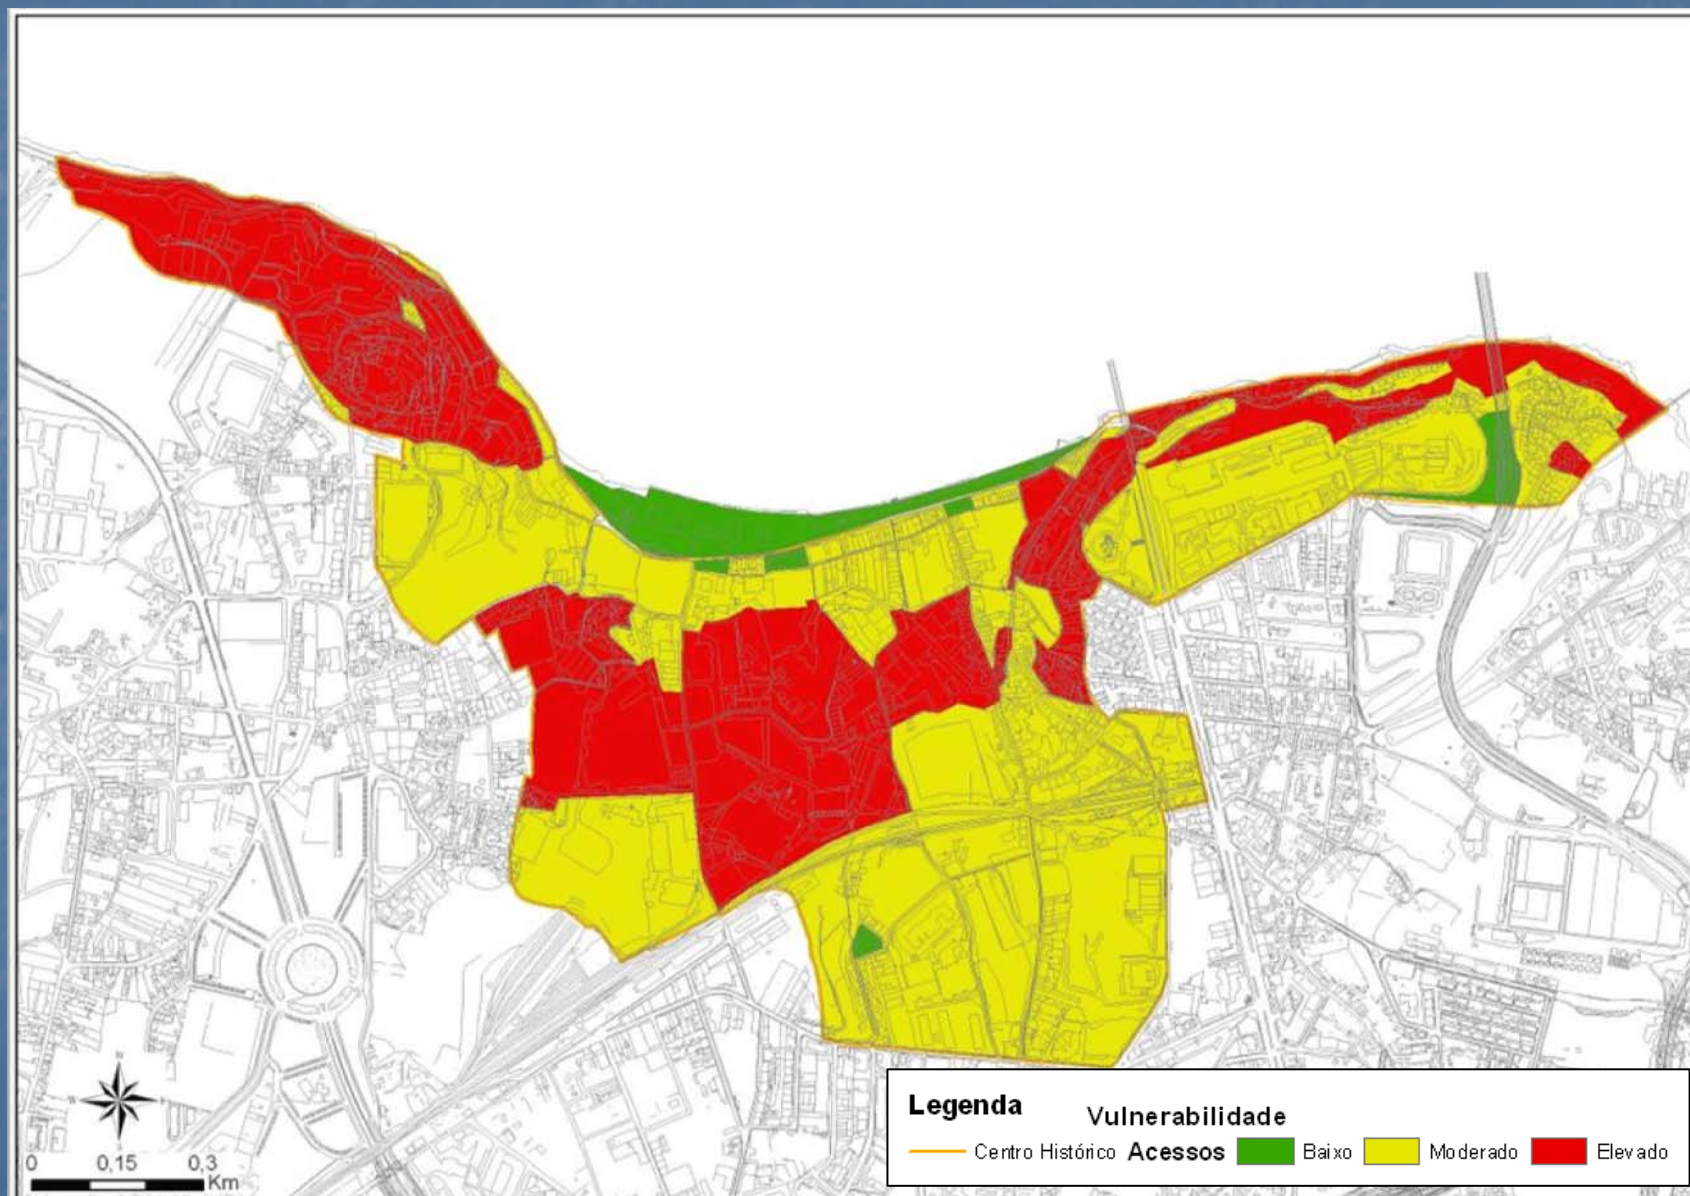 N
0 0,15 0,3
Km
Legenda
Vulnerabilidade
Centro Histórico Acessos Baixo Moderado Elevado